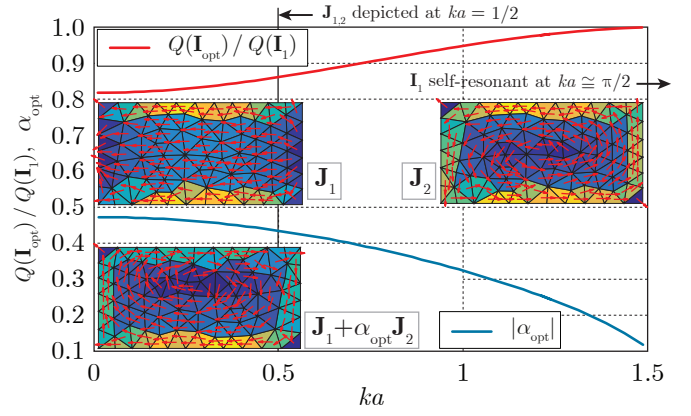 J1,2 depicted at ka = 1/2
Q(Iopt) / Q(I1)
I1 self-resonant at ka ≅ π/2
Q(Iopt) / Q(I1), αopt
1.0
0.9
0.8
0.7
0.6
0.5
0.4
0.3
0.2
0.1
J1
J2
J1+αoptJ2
|αopt|
0
0.5
1
1.5
ka